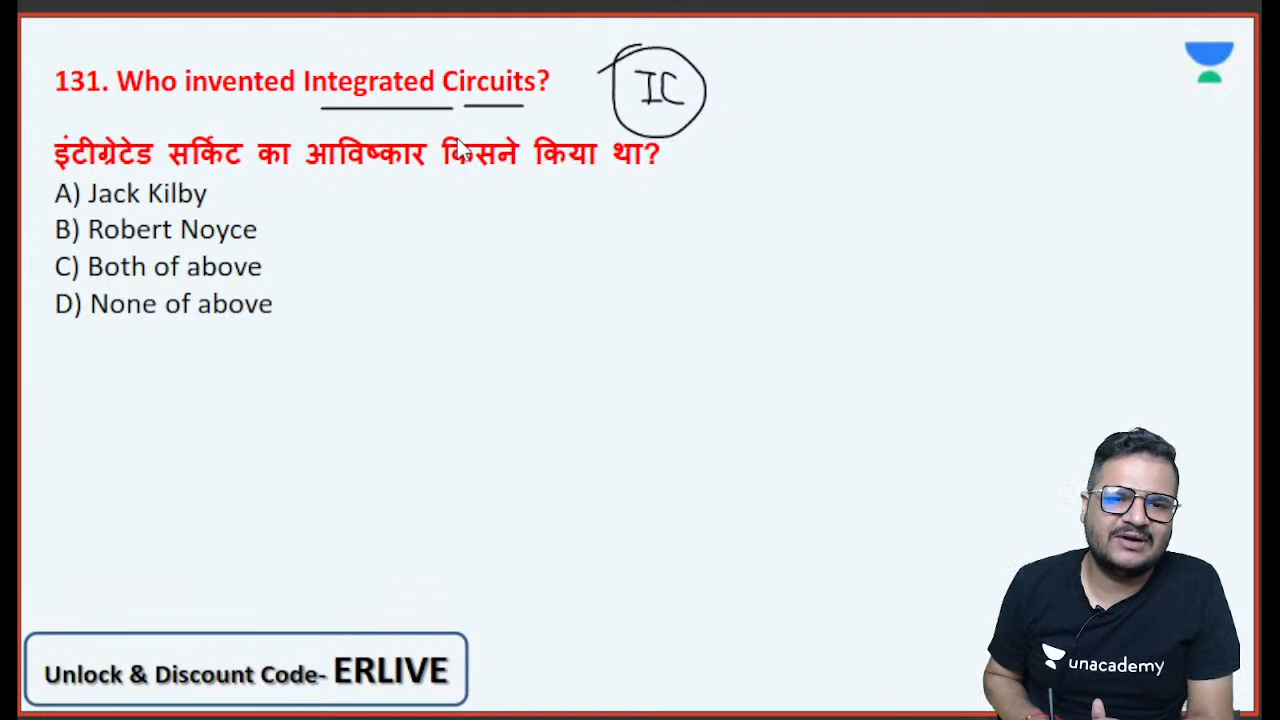 131. Who invented Integrated Circuits?
IC
इंटीग्रेटेड सर्किट का आविष्कार किसने किया था?
A) Jack Kilby
B) Robert Noyce
C) Both of above
D) None of above
unacademy
Unlock & Discount Code- ERLIVE